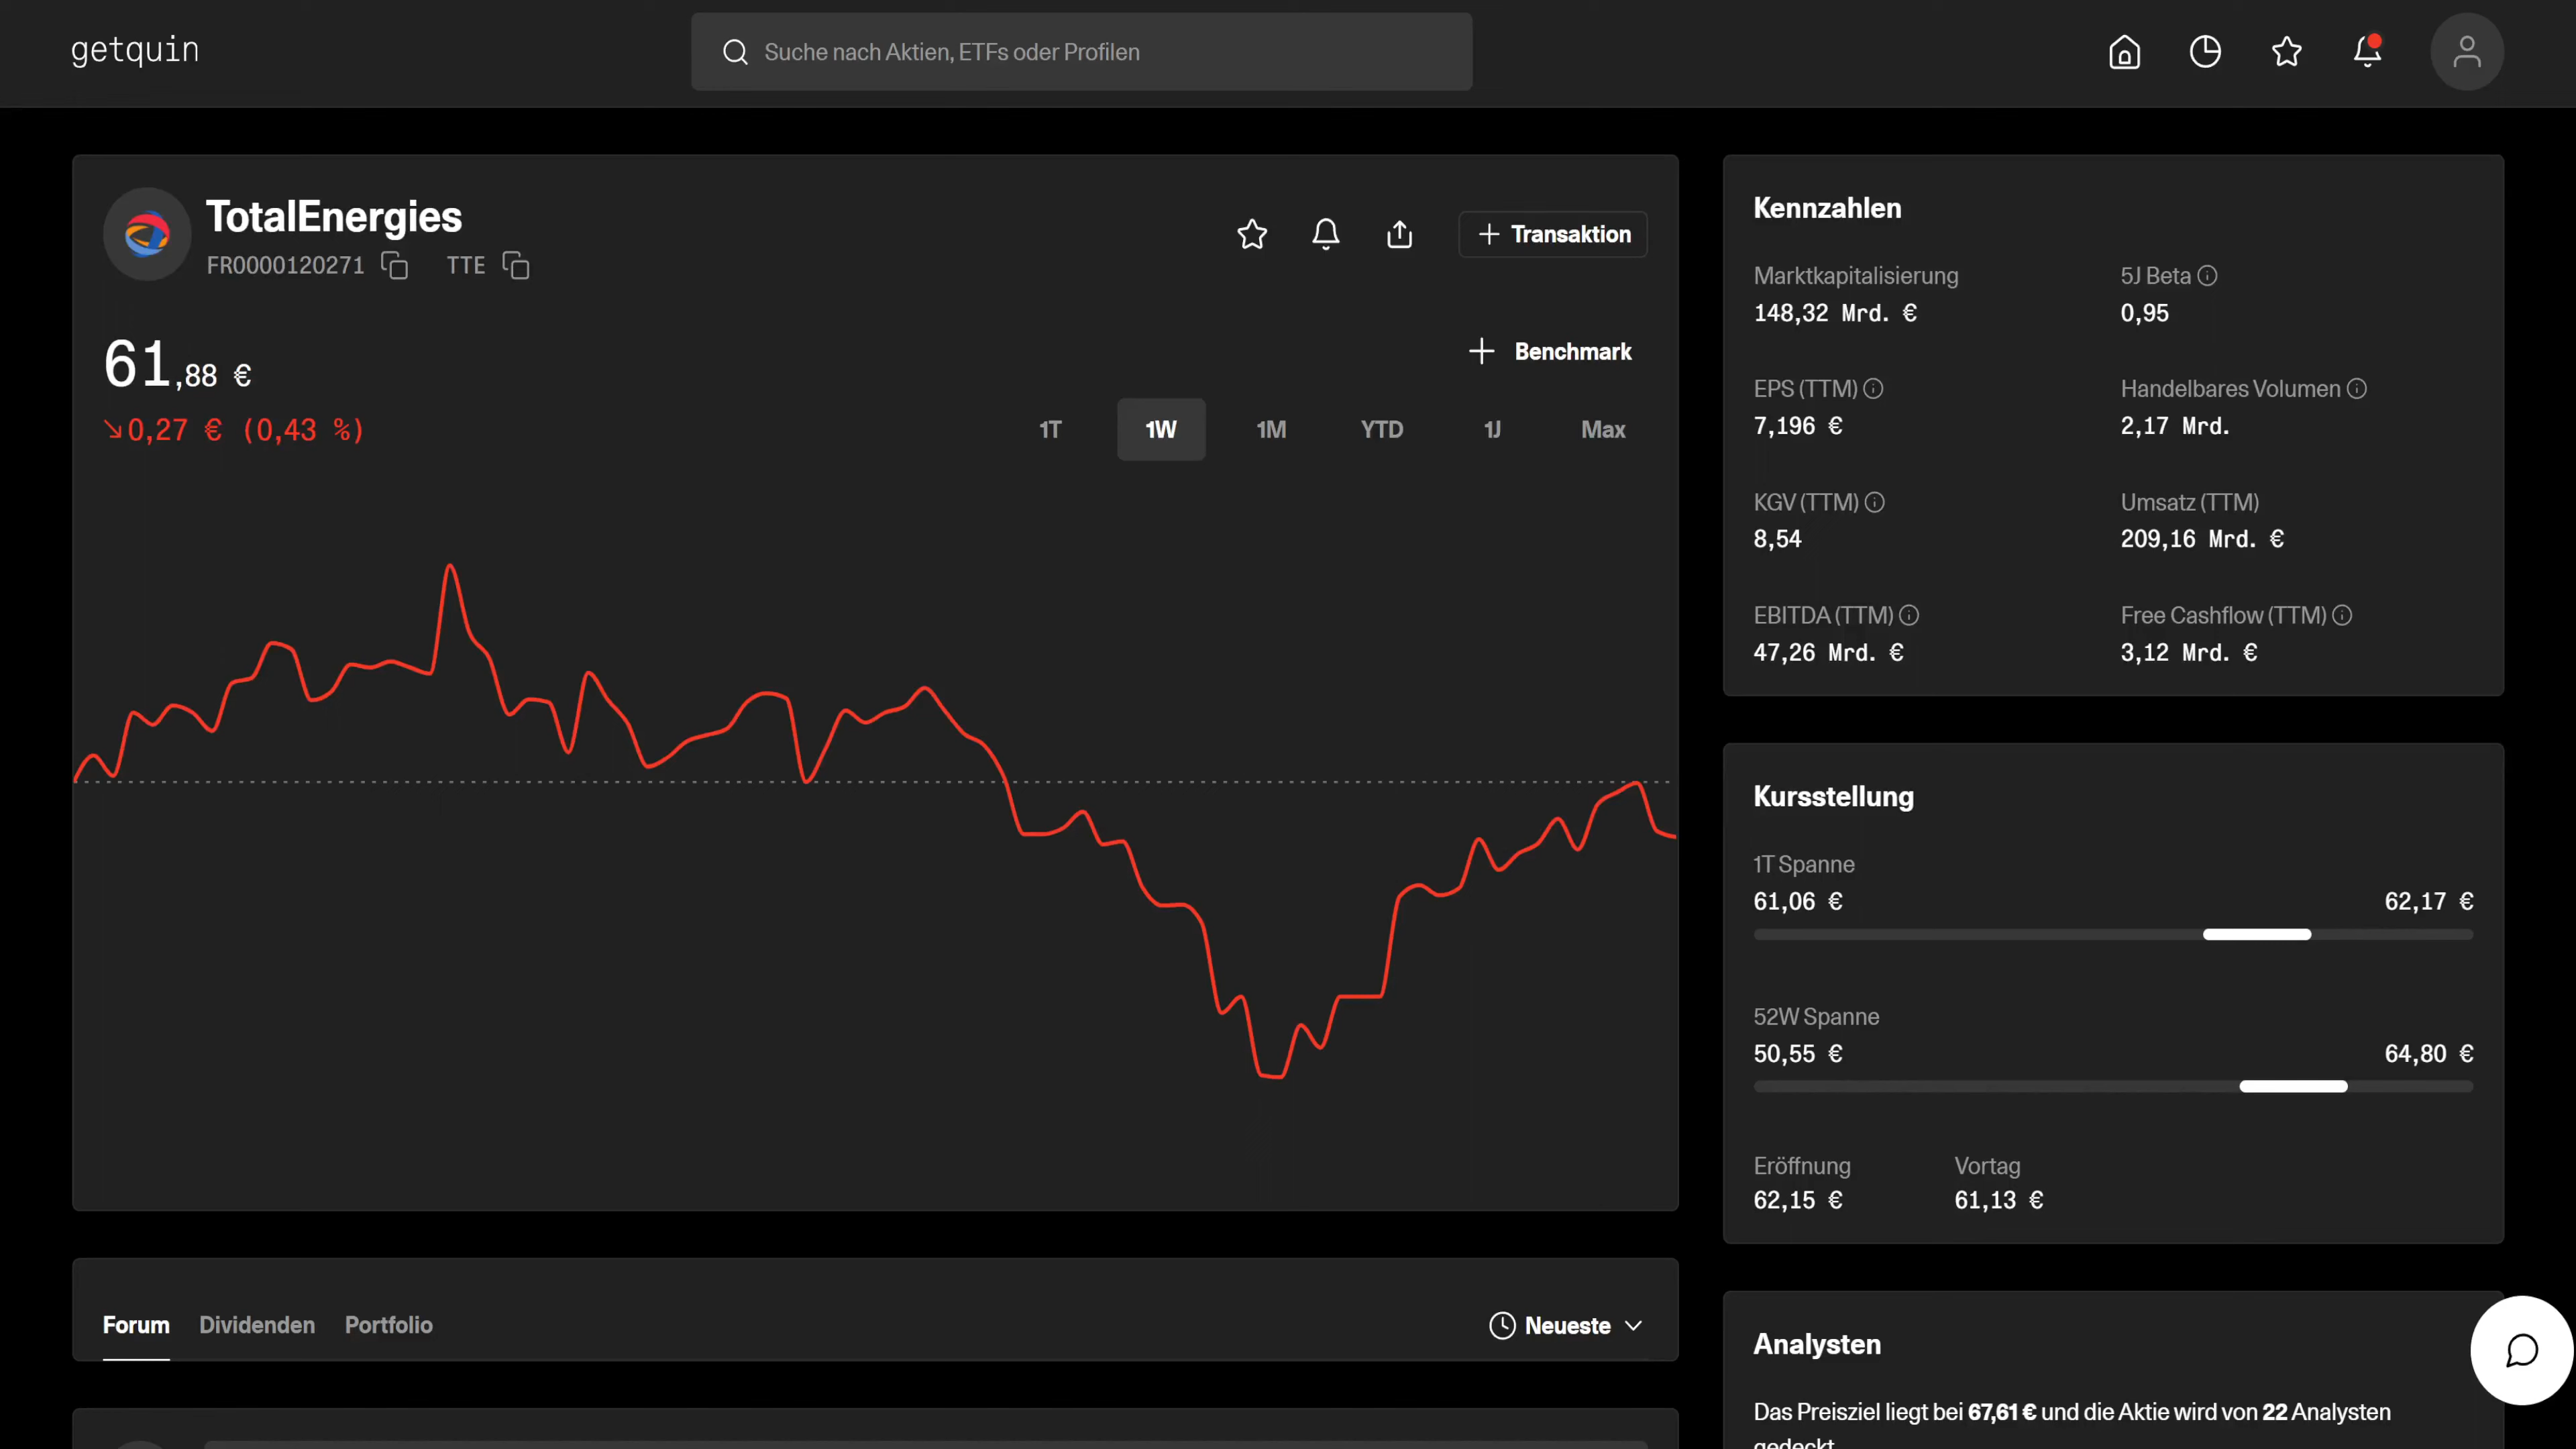 getquin
Suche nach Aktien, ETFs oder Profilen
TotalEnergies
FR0000120271 TTE
Transaktion
61,88 €
Benchmark
↘0,27 € (0,43 %)
1T 1W 1M YTD 1J Max
Forum Dividenden Portfolio
Neueste
Kennzahlen
Marktkapitalisierung 5J Beta
148,32 Mrd. € 0,95
EPS (TTM) Handelbares Volumen
7,196 € 2,17 Mrd.
KGV (TTM) Umsatz (TTM)
8,54 209,16 Mrd. €
EBITDA (TTM) Free Cashflow (TTM)
47,26 Mrd. € 3,12 Mrd. €
Kursstellung
1T Spanne
61,06 € 62,17 €
52W Spanne
50,55 € 64,80 €
Eröffnung Vortag
62,15 € 61,13 €
Analysten
Das Preisziel liegt bei 67,61 € und die Aktie wird von 22 Analysten
gedeckt